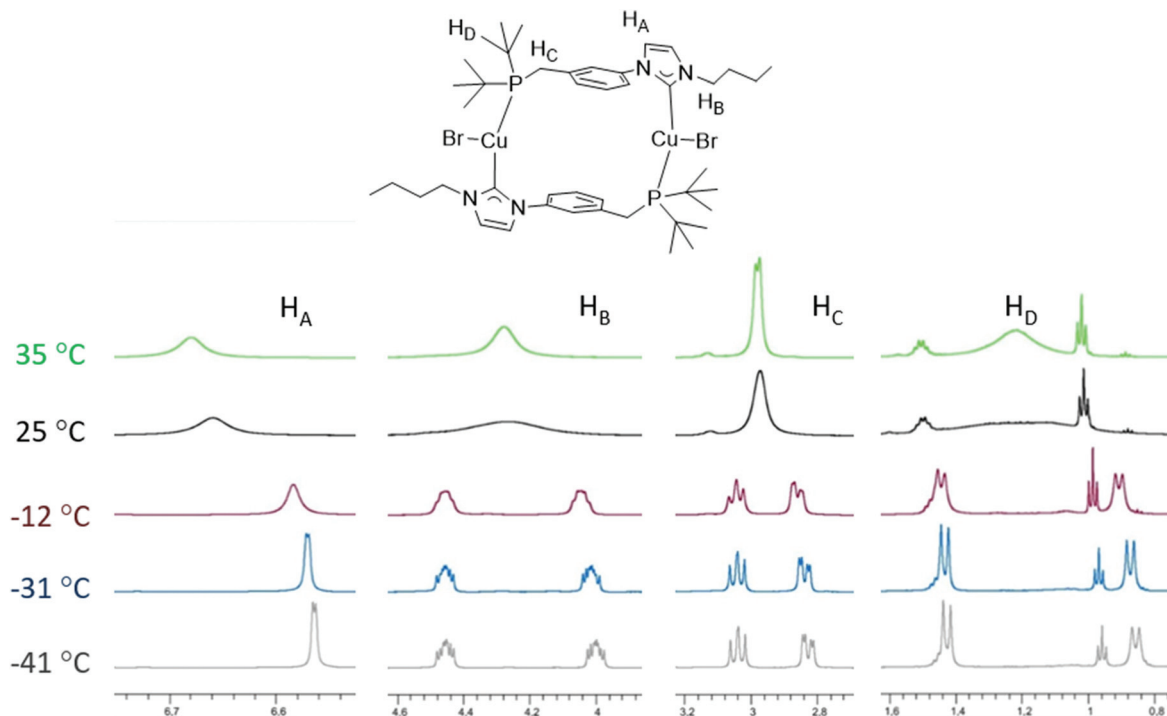 H_D
H_C
H_A
N
N
P
H_B
Br
Cu
Cu
Br
N
N
P
H_A
H_B
H_C
H_D
35 °C
25 °C
-12 °C
-31 °C
-41 °C
6.7 6.6 4.6 4.4 4.2 4 3.2 3 2.8 1.6 1.4 1.2 1 0.8